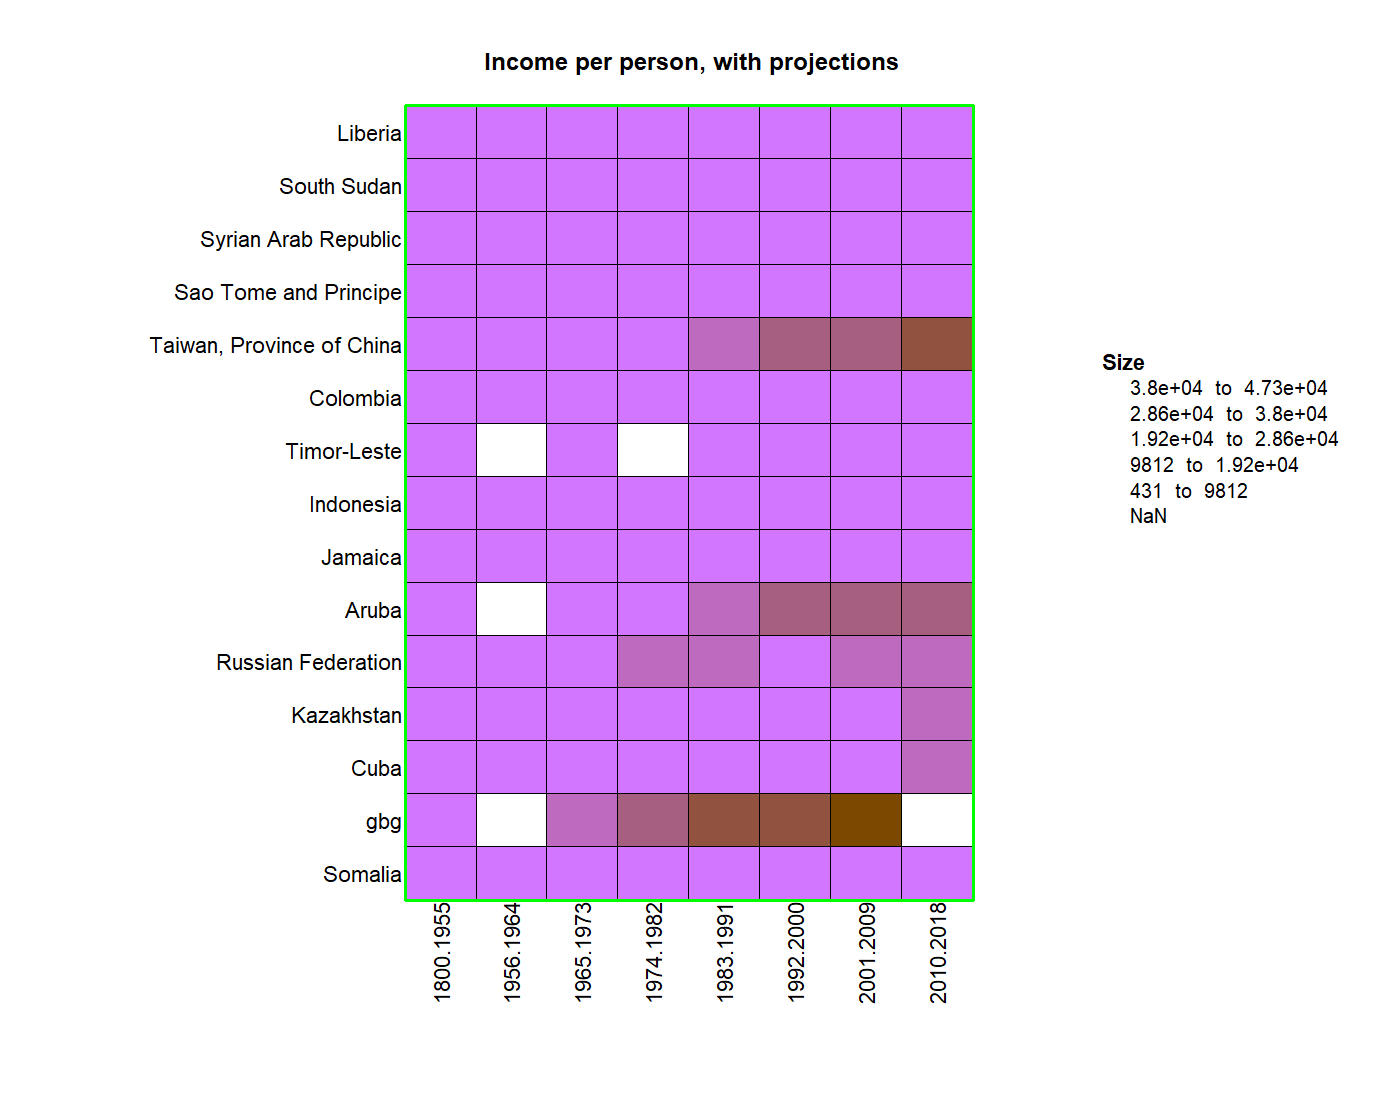 Income per person, with projections
Liberia
South Sudan
Syrian Arab Republic
Sao Tome and Principe
Taiwan, Province of China
Colombia
Timor-Leste
Indonesia
Jamaica
Aruba
Russian Federation
Kazakhstan
Cuba
gbg
Somalia
1800.1955
1956.1964
1965.1973
1974.1982
1983.1991
1992.2000
2001.2009
2010.2018
Size
3.8e+04 to 4.73e+04
2.86e+04 to 3.8e+04
1.92e+04 to 2.86e+04
9812 to 1.92e+04
431 to 9812
NaN